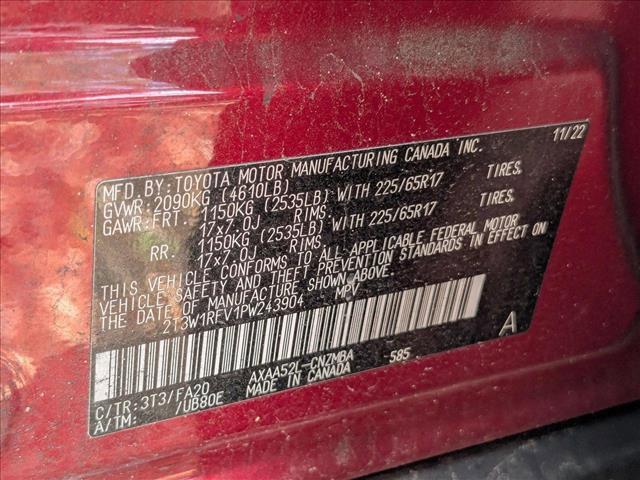 11/22
MFD. BY: TOYOTA MOTOR MANUFACTURING CANADA INC.
GVWR: 2090KG (4610LB)
GAWR: FRT. 1150KG (2535LB) WITH 225/65R17 TIRES,
17x7.0J RIMS,
RR. 1150KG (2535LB) WITH 225/65R17 TIRES,
17x7.0J RIMS,
THIS VEHICLE CONFORMS TO ALL APPLICABLE FEDERAL MOTOR
VEHICLE SAFETY AND THEFT PREVENTION STANDARDS IN EFFECT ON
THE DATE OF MANUFACTURE SHOWN ABOVE.
2T3W1RFV1PW243904 MPV
A
C/TR: 3T3/FA20 AXAA52L-CNZMBA 585
A/TM: /UB80E MADE IN CANADA